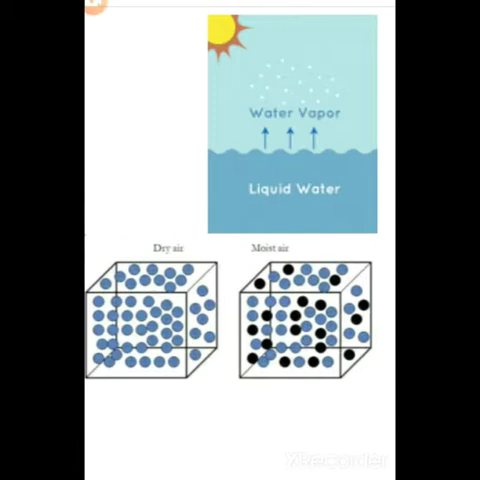 Water Vapor
Liquid Water
Dry air
Moist air
XRecorder